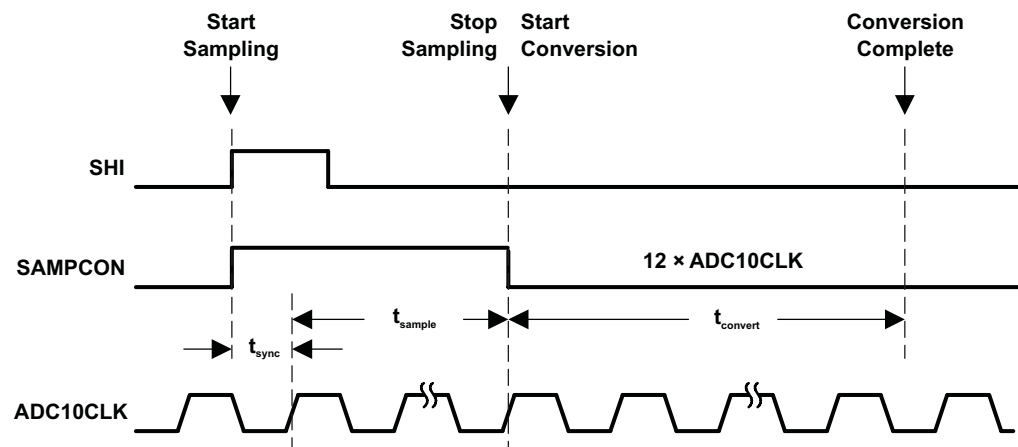 Start
Sampling
Stop
Sampling
Start
Conversion
Conversion
Complete
SHI
SAMPCON
12 × ADC10CLK
tsample
tconvert
tsync
ADC10CLK